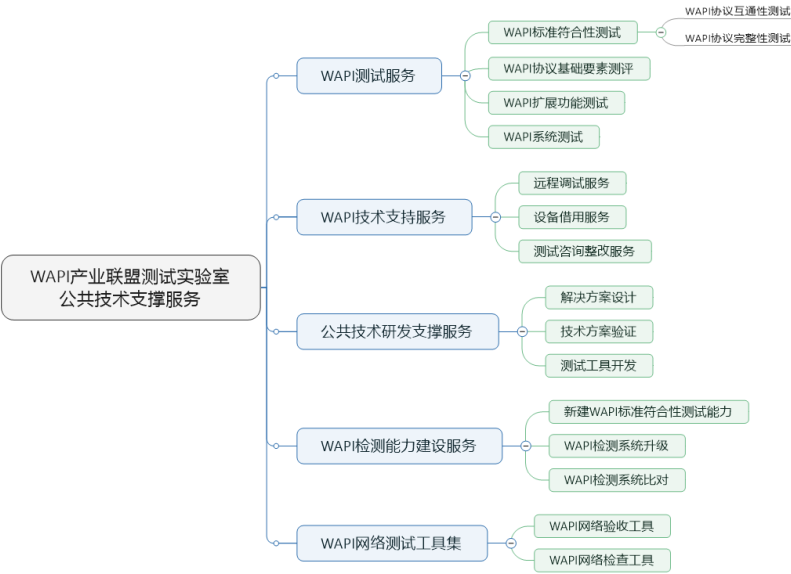 WAPI协议互通性测试
WAPI标准符合性测试
WAPI协议完整性测试
WAPI测试服务
WAPI协议基础要素测评
WAPI扩展功能测试
WAPI系统测试
远程调试服务
WAPI技术支持服务
设备借用服务
测试咨询整改服务
WAPI产业联盟测试实验室
公共技术支撑服务
解决方案设计
公共技术研发支撑服务
技术方案验证
测试工具开发
新建WAPI标准符合性测试能力
WAPI检测能力建设服务
WAPI检测系统升级
WAPI检测系统比对
WAPI网络验收工具
WAPI网络测试工具集
WAPI网络检查工具